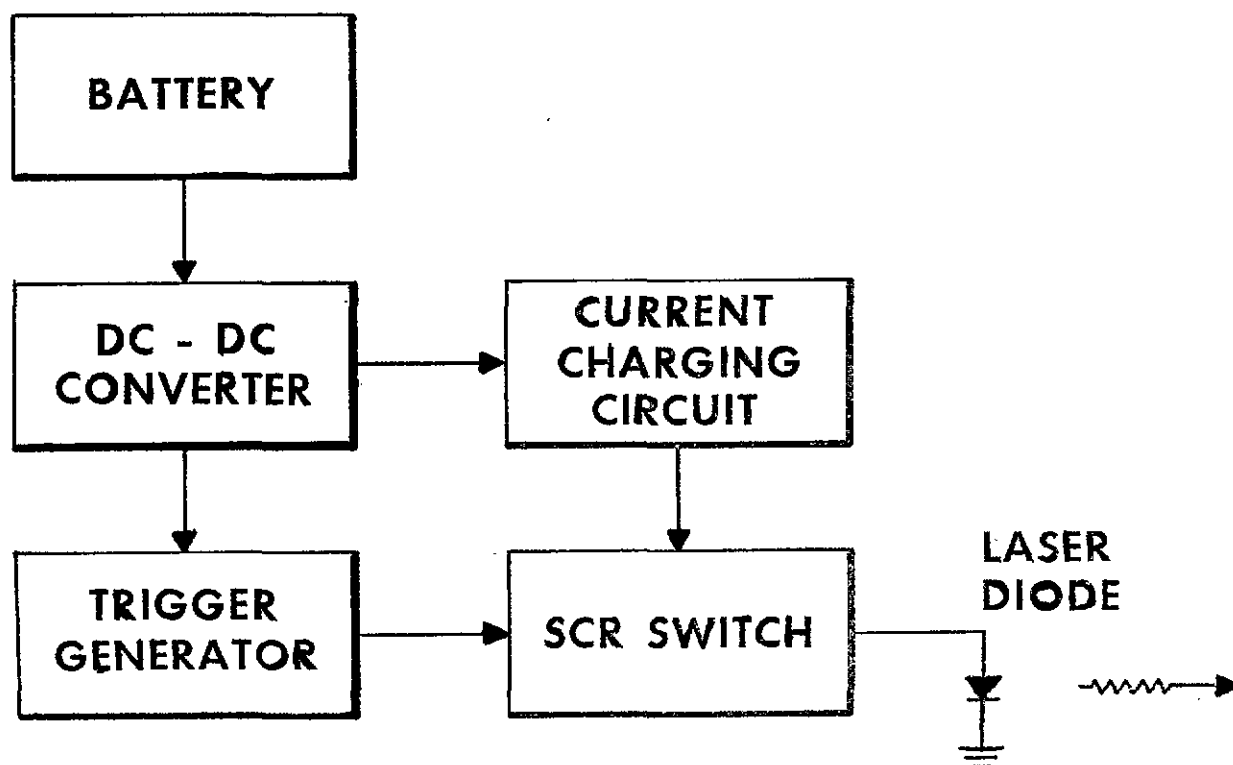 BATTERY
DC - DC
CONVERTER
CURRENT
CHARGING
CIRCUIT
TRIGGER
GENERATOR
SCR SWITCH
LASER
DIODE